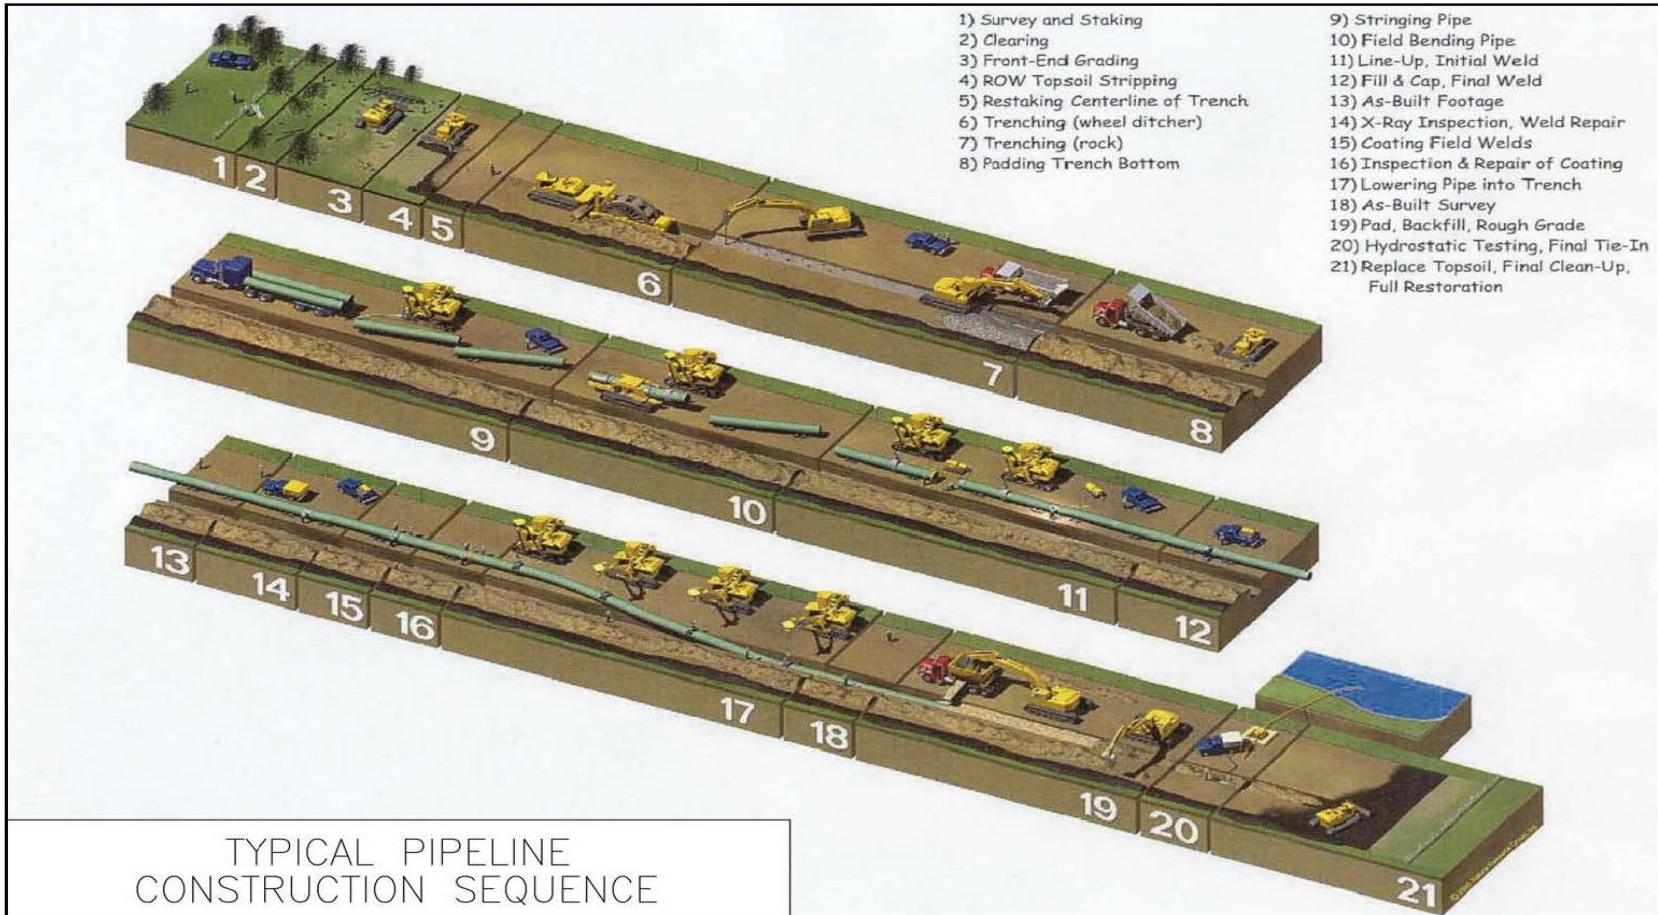 1) Survey and Staking
2) Clearing
3) Front-End Grading
4) ROW Topsoil Stripping
5) Restaking Centerline of Trench
6) Trenching (wheel ditcher)
7) Trenching (rock)
8) Padding Trench Bottom
9) Stringing Pipe
10) Field Bending Pipe
11) Line-Up, Initial Weld
12) Fill & Cap, Final Weld
13) As-Built Footage
14) X-Ray Inspection, Weld Repair
15) Coating Field Welds
16) Inspection & Repair of Coating
17) Lowering Pipe into Trench
18) As-Built Survey
19) Pad, Backfill, Rough Grade
20) Hydrostatic Testing, Final Tie-In
21) Replace Topsoil, Final Clean-Up,
Full Restoration
1
2
3
4
5
6
7
8
9
10
11
12
13
14
15
16
17
18
19
20
21
TYPICAL PIPELINE
CONSTRUCTION SEQUENCE